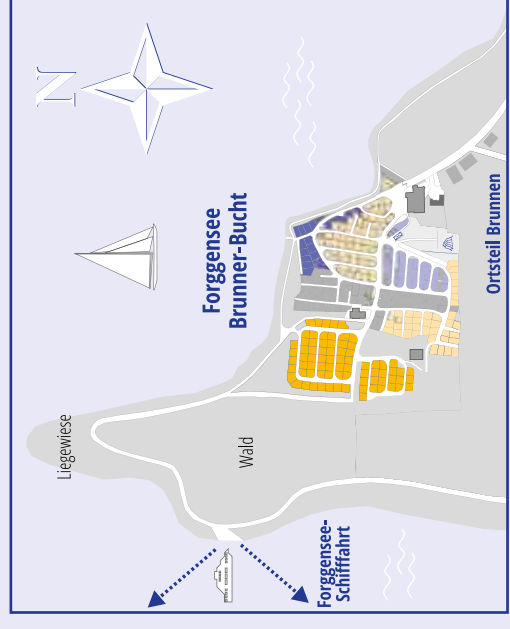 N
Forggensee
Brunner-Bucht
Ortsteil Brunnen
Liegewiese
Wald
Forggensee-
Schifffahrt